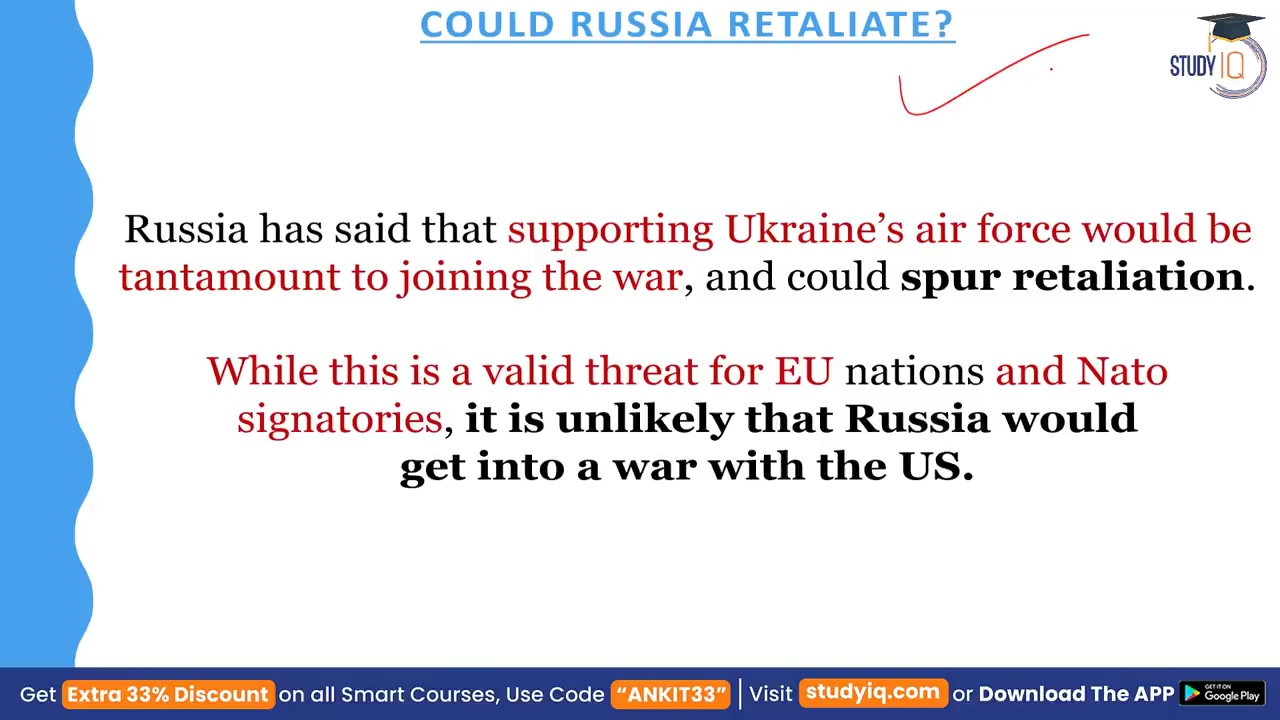 COULD RUSSIA RETALIATE?
STUDY IQ
Russia has said that supporting Ukraine’s air force would be
tantamount to joining the war, and could spur retaliation.
While this is a valid threat for EU nations and Nato
signatories, it is unlikely that Russia would
get into a war with the US.
Get Extra 33% Discount on all Smart Courses, Use Code “ANKIT33” | Visit studyiq.com or Download The APP GET IT ON Google Play